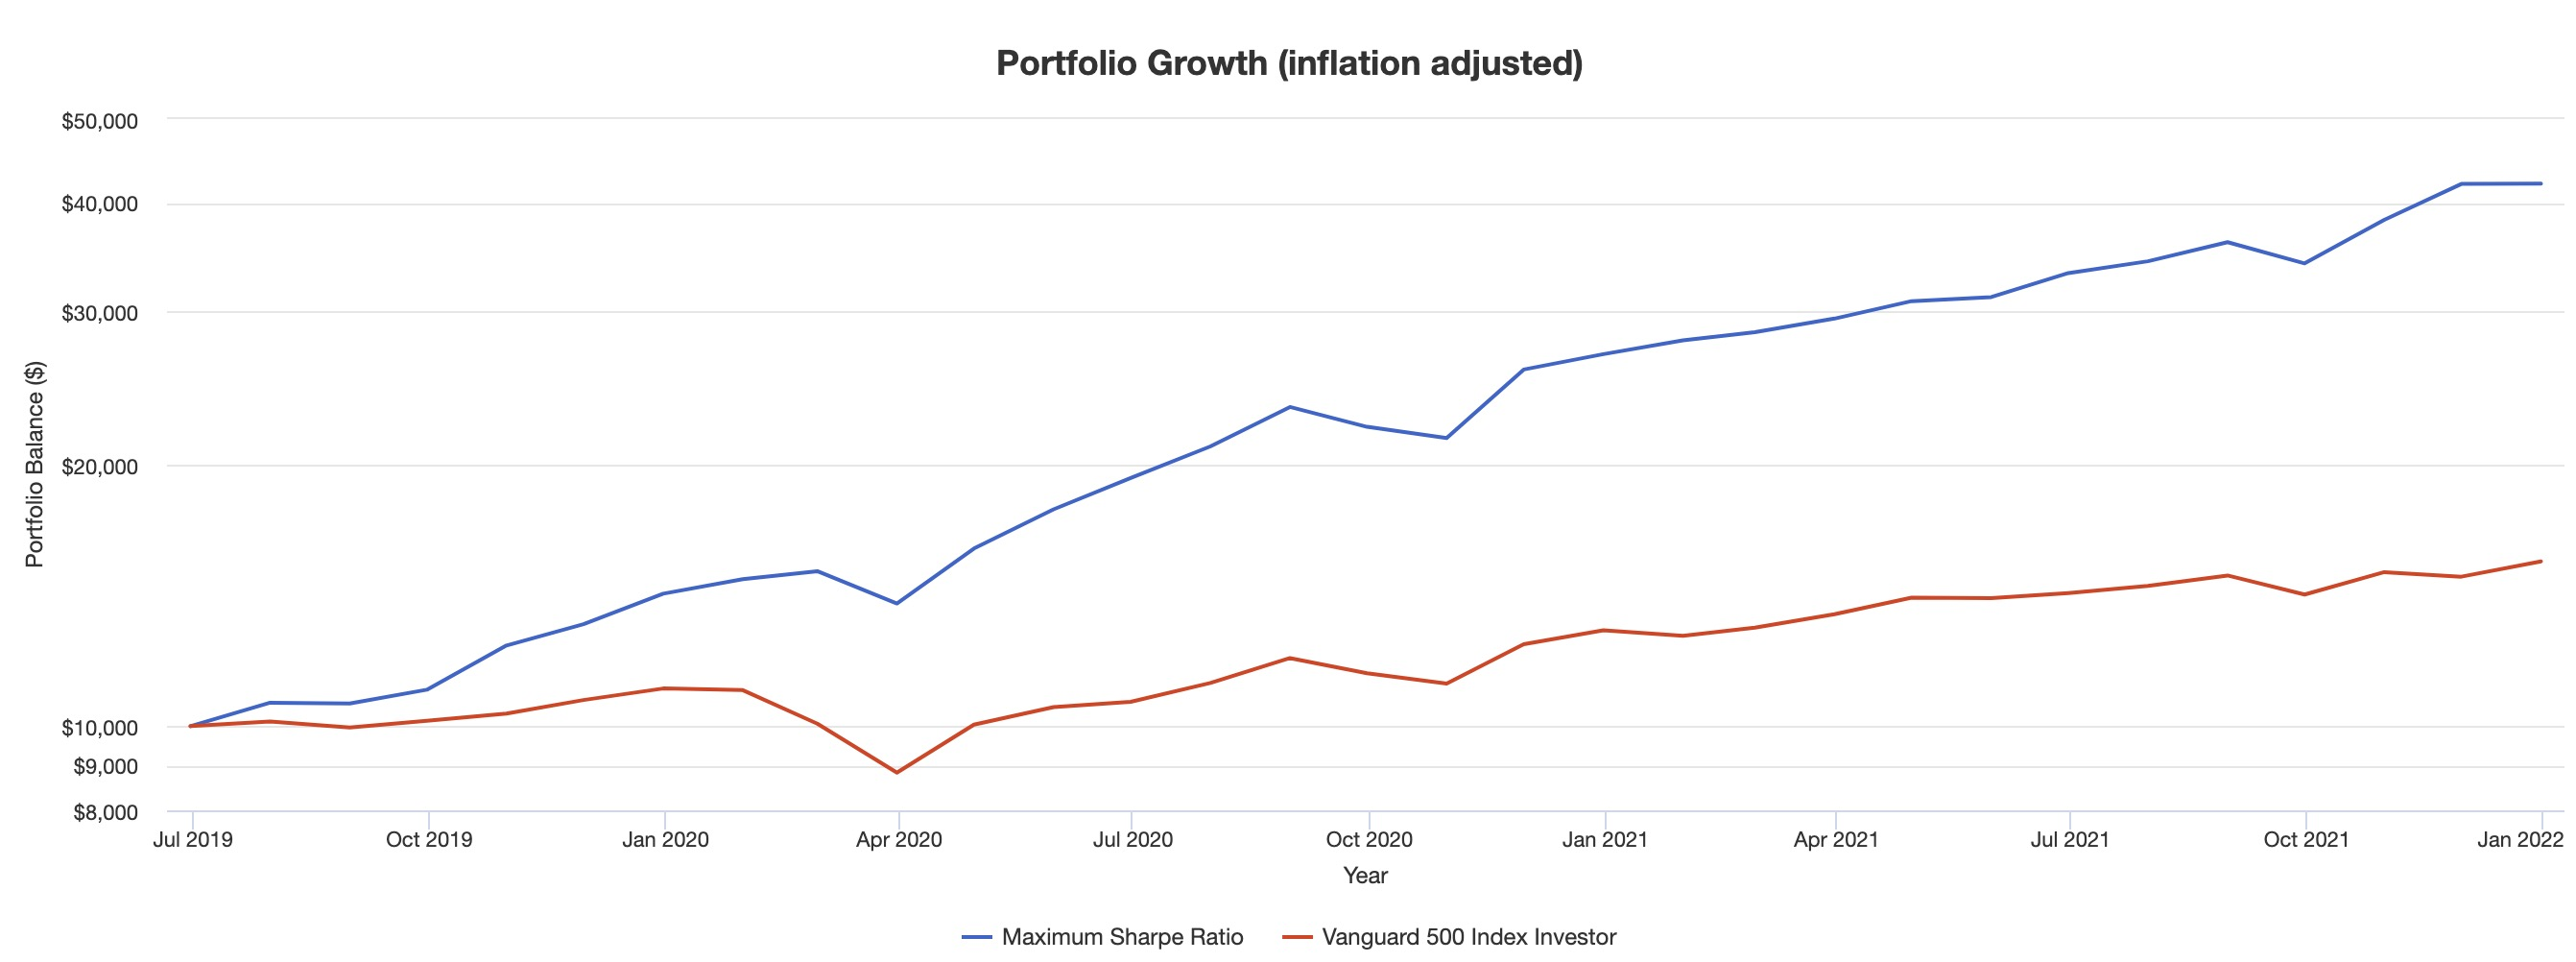 Portfolio Growth (inflation adjusted)
$50,000
$40,000
$30,000
$20,000
$10,000
$9,000
$8,000
Portfolio Balance ($)
Jul 2019 Oct 2019 Jan 2020 Apr 2020 Jul 2020 Oct 2020 Jan 2021 Apr 2021 Jul 2021 Oct 2021 Jan 2022
Year
Maximum Sharpe Ratio Vanguard 500 Index Investor